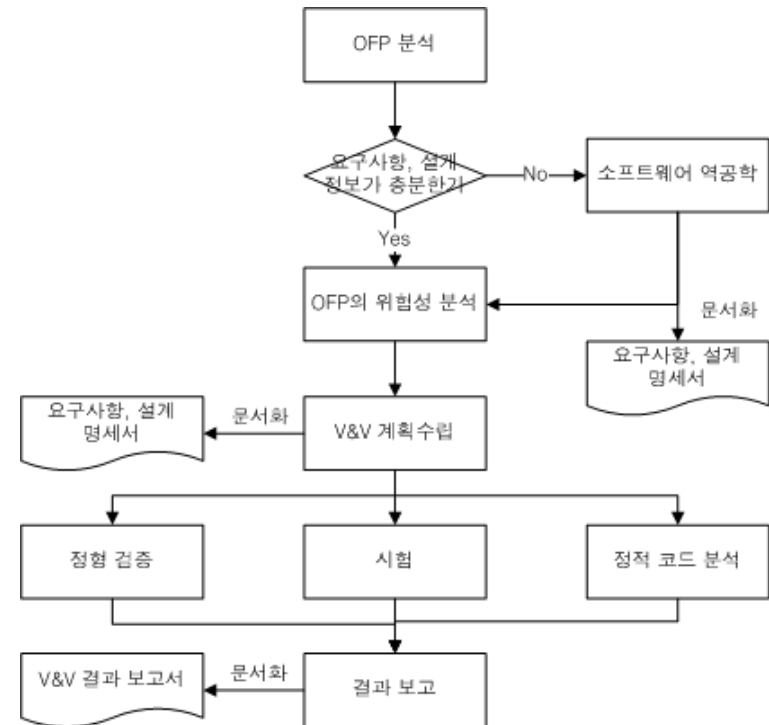 OFP 분석
요구사항, 설계
정보가 충분한가
No
소프트웨어 역공학
Yes
OFP의 위험성 분석
문서화
요구사항, 설계
명세서
요구사항, 설계
명세서
문서화
V&V 계획수립
정형 검증
시험
정적 코드 분석
V&V 결과 보고서
문서화
결과 보고